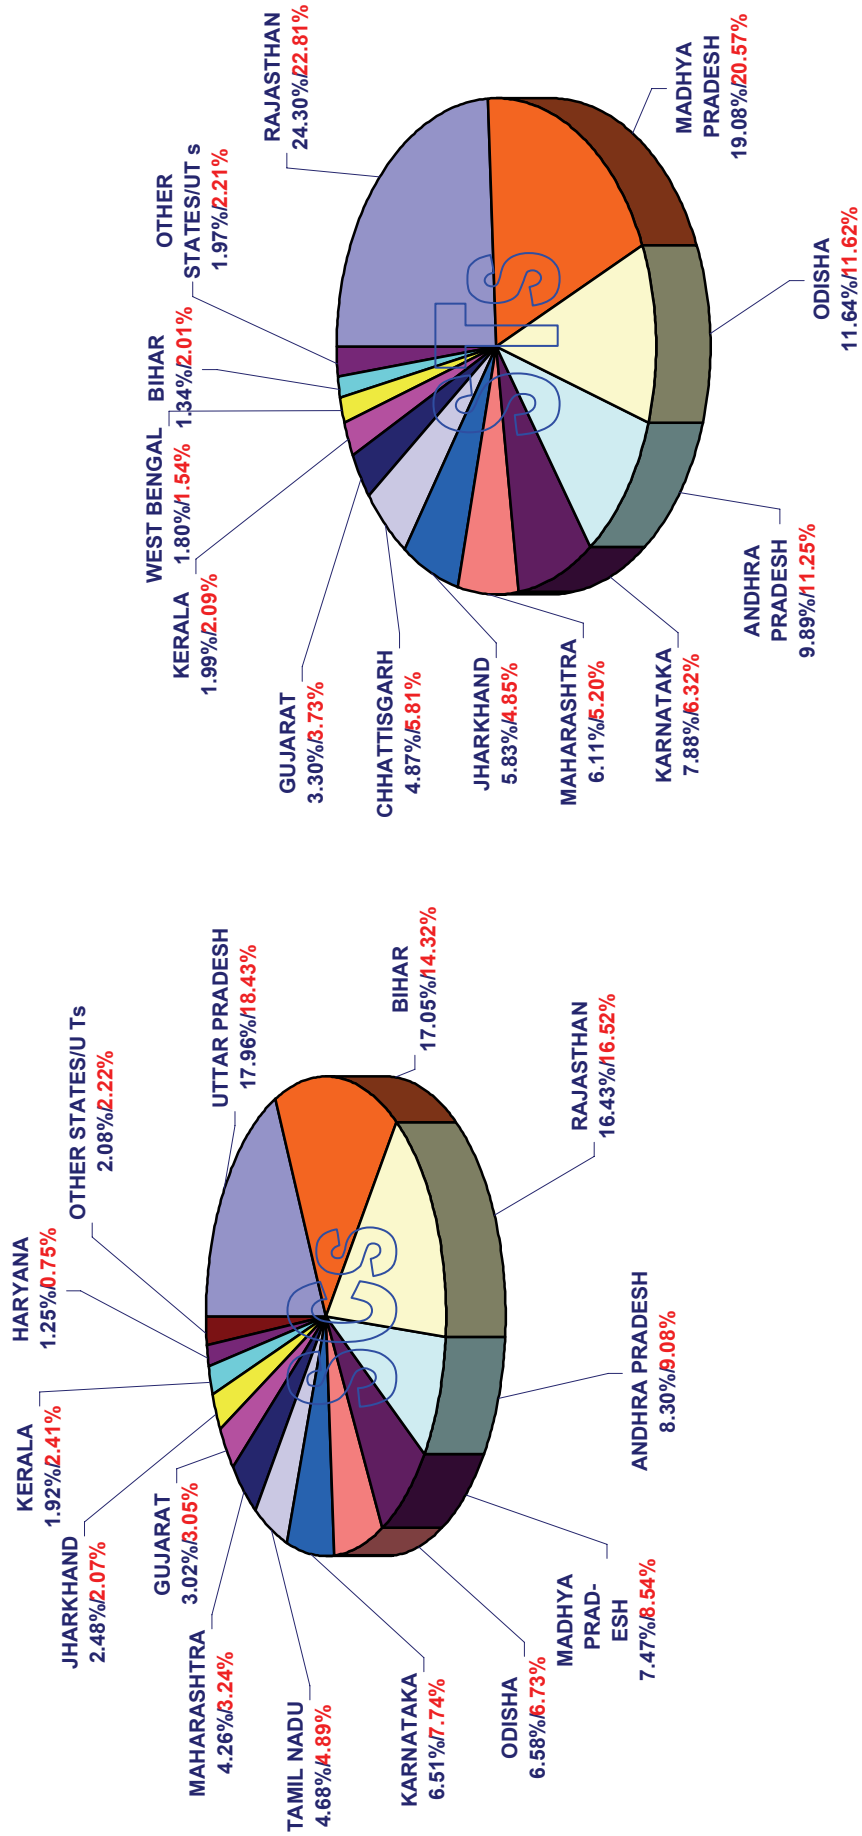 SCs
UTTAR PRADESH
17.96%/18.43%
BIHAR
17.05%/14.32%
RAJASTHAN
16.43%/16.52%
ANDHRA PRADESH
8.30%/9.08%
MADHYA
PRAD-
ESH
7.47%/8.54%
ODISHA
6.58%/6.73%
KARNATAKA
6.51%/7.74%
TAMIL NADU
4.68%/4.89%
MAHARASHTRA
4.26%/3.24%
GUJARAT
3.02%/3.05%
JHARKHAND
2.48%/2.07%
KERALA
1.92%/2.41%
HARYANA
1.25%/0.75%
OTHER STATES/U Ts
2.08%/2.22%
STs
RAJASTHAN
24.30%/22.81%
MADHYA
PRADESH
19.08%/20.57%
ODISHA
11.64%/11.62%
ANDHRA
PRADESH
9.89%/11.25%
KARNATAKA
7.88%/6.32%
MAHARASHTRA
6.11%/5.20%
JHARKHAND
5.83%/4.85%
CHHATTISGARH
4.87%/5.81%
GUJARAT
3.30%/3.73%
KERALA
1.99%/2.09%
WEST BENGAL
1.80%/1.54%
BIHAR
1.34%/2.01%
OTHER
STATES/UT s
1.97%/2.21%